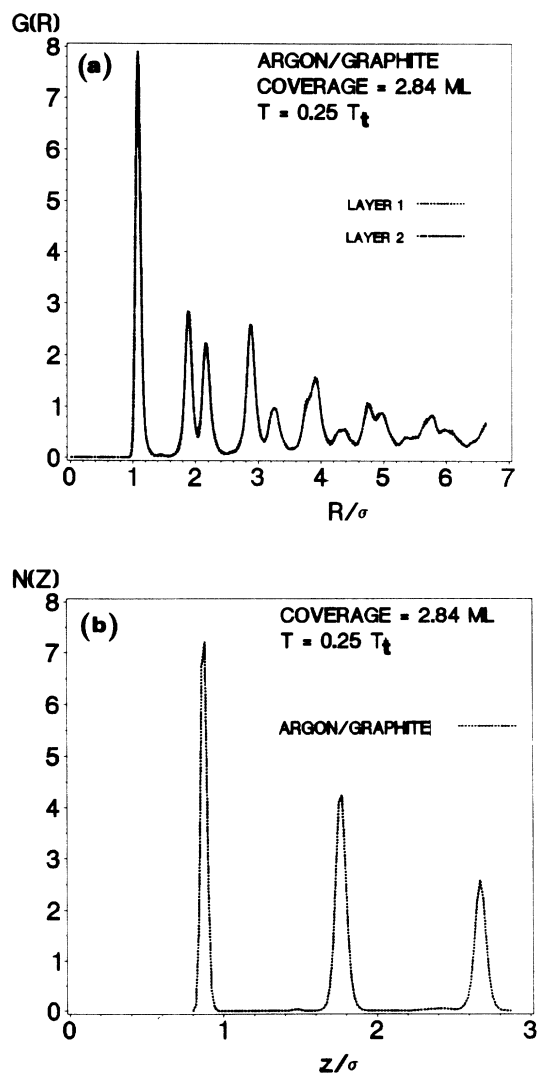 G(R)
8
(a)
ARGON/GRAPHITE
COVERAGE = 2.84 ML
T = 0.25 Tt
7
6
5
LAYER 1
LAYER 2
4
3
2
1
0
0 1 2 3 4 5 6 7
R/σ
N(Z)
8
(b)
COVERAGE = 2.84 ML
T = 0.25 Tt
7
6
ARGON/GRAPHITE
5
4
3
2
1
0
0 1 2 3
z/σ